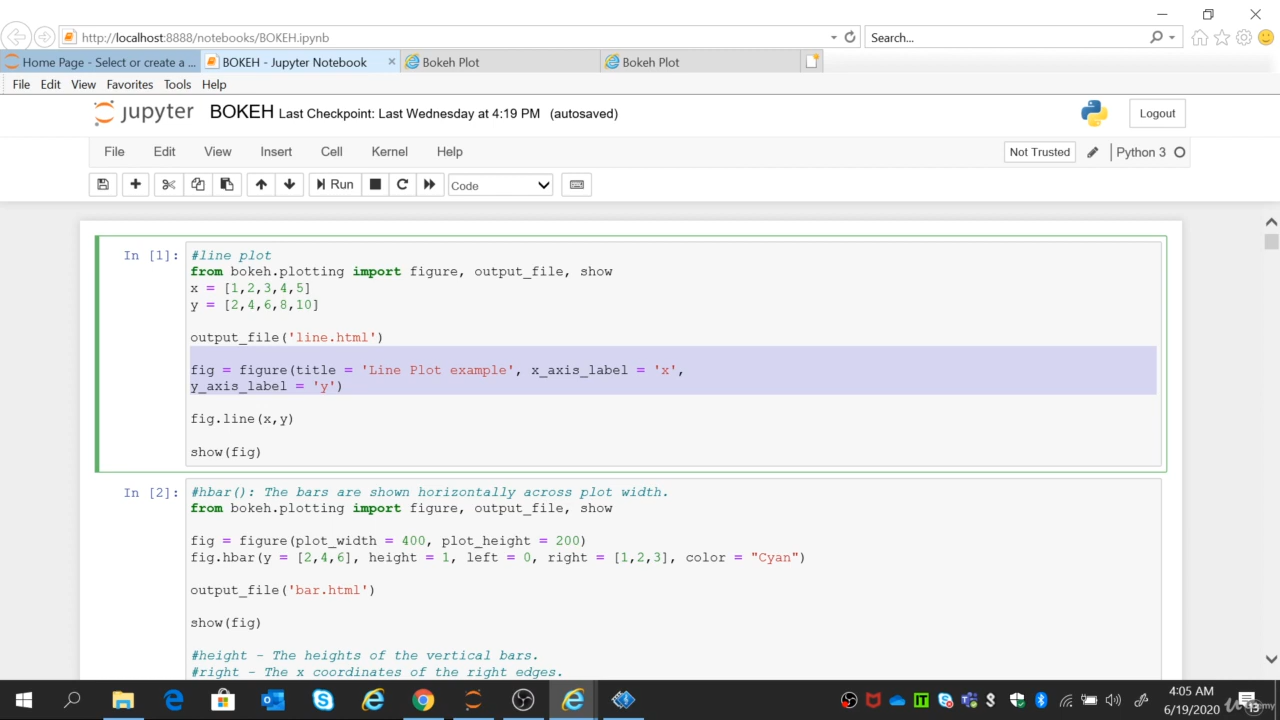 http://localhost:8888/notebooks/BOKEH.ipynb
Search...
Home Page - Select or create a ...
BOKEH - Jupyter Notebook
Bokeh Plot
Bokeh Plot
File Edit View Favorites Tools Help
jupyter BOKEH Last Checkpoint: Last Wednesday at 4:19 PM (autosaved)
Logout
File Edit View Insert Cell Kernel Help
Not Trusted
Python 3
Run
Code
In [1]:
#line plot
from bokeh.plotting import figure, output_file, show
x = [1,2,3,4,5]
y = [2,4,6,8,10]
output_file('line.html')
fig = figure(title = 'Line Plot example', x_axis_label = 'x',
y_axis_label = 'y')
fig.line(x,y)
show(fig)
In [2]:
#hbar(): The bars are shown horizontally across plot width.
from bokeh.plotting import figure, output_file, show
fig = figure(plot_width = 400, plot_height = 200)
fig.hbar(y = [2,4,6], height = 1, left = 0, right = [1,2,3], color = "Cyan")
output_file('bar.html')
show(fig)
#height - The heights of the vertical bars.
#right - The x coordinates of the right edges.
4:05 AM
6/19/2020
13